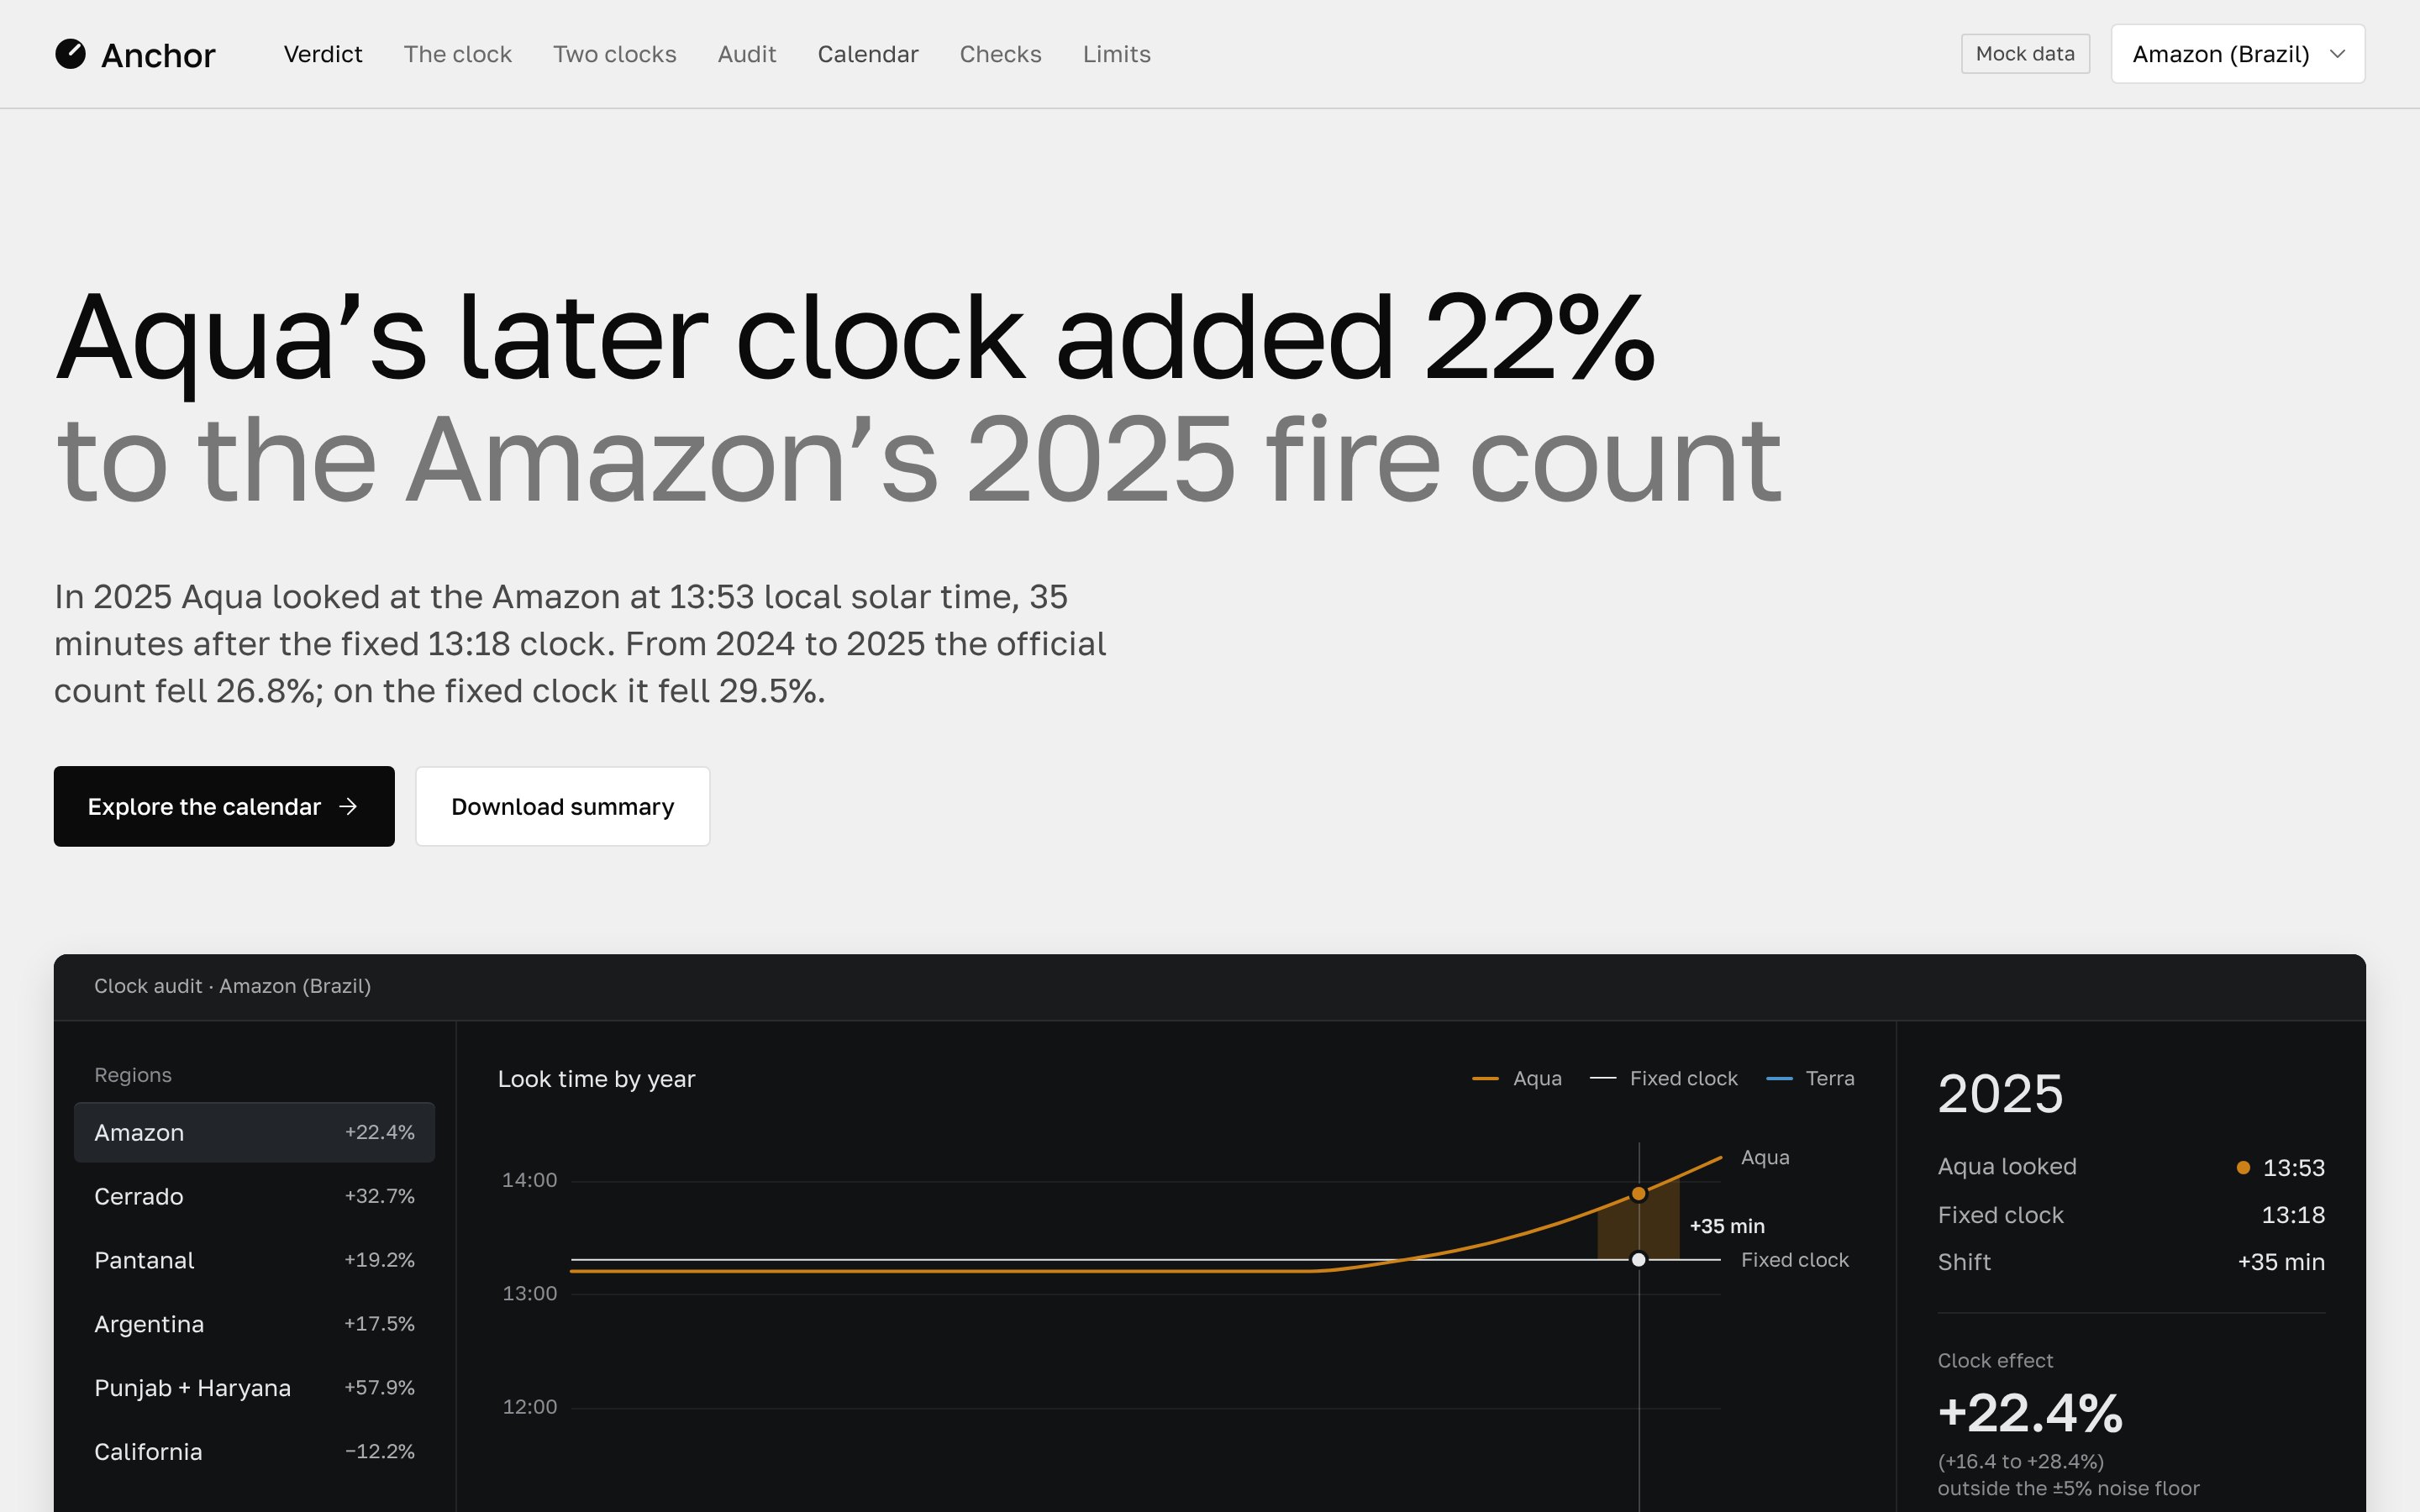 Anchor
Verdict
The clock
Two clocks
Audit
Calendar
Checks
Limits
Mock data
Amazon (Brazil)
Aqua’s later clock added 22%
to the Amazon’s 2025 fire count
In 2025 Aqua looked at the Amazon at 13:53 local solar time, 35
minutes after the fixed 13:18 clock. From 2024 to 2025 the official
count fell 26.8%; on the fixed clock it fell 29.5%.
Explore the calendar →
Download summary
Clock audit · Amazon (Brazil)
Regions
Amazon +22.4%
Cerrado +32.7%
Pantanal +19.2%
Argentina +17.5%
Punjab + Haryana +57.9%
California −12.2%
Look time by year
Aqua
Fixed clock
Terra
14:00
13:00
12:00
Aqua
+35 min
Fixed clock
2025
Aqua looked 13:53
Fixed clock 13:18
Shift +35 min
Clock effect
+22.4%
(+16.4 to +28.4%)
outside the ±5% noise floor